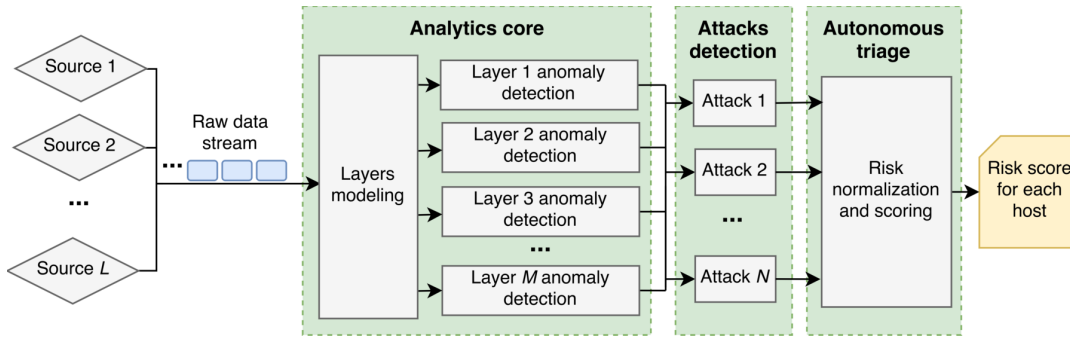 Analytics core
Attacks
detection
Autonomous
triage
Source 1
Source 2
...
Source L
Raw data
stream
...
Layers
modeling
Layer 1 anomaly
detection
Layer 2 anomaly
detection
Layer 3 anomaly
detection
...
Layer M anomaly
detection
Attack 1
Attack 2
...
Attack N
Risk
normalization
and scoring
Risk score
for each
host